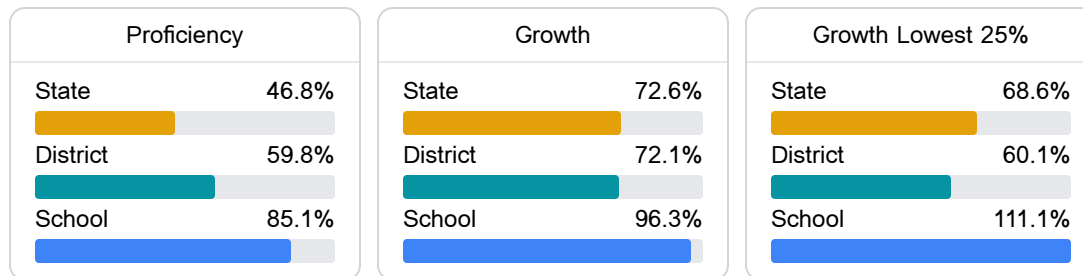 Proficiency
State 46.8%
District 59.8%
School 85.1%
Growth
State 72.6%
District 72.1%
School 96.3%
Growth Lowest 25%
State 68.6%
District 60.1%
School 111.1%